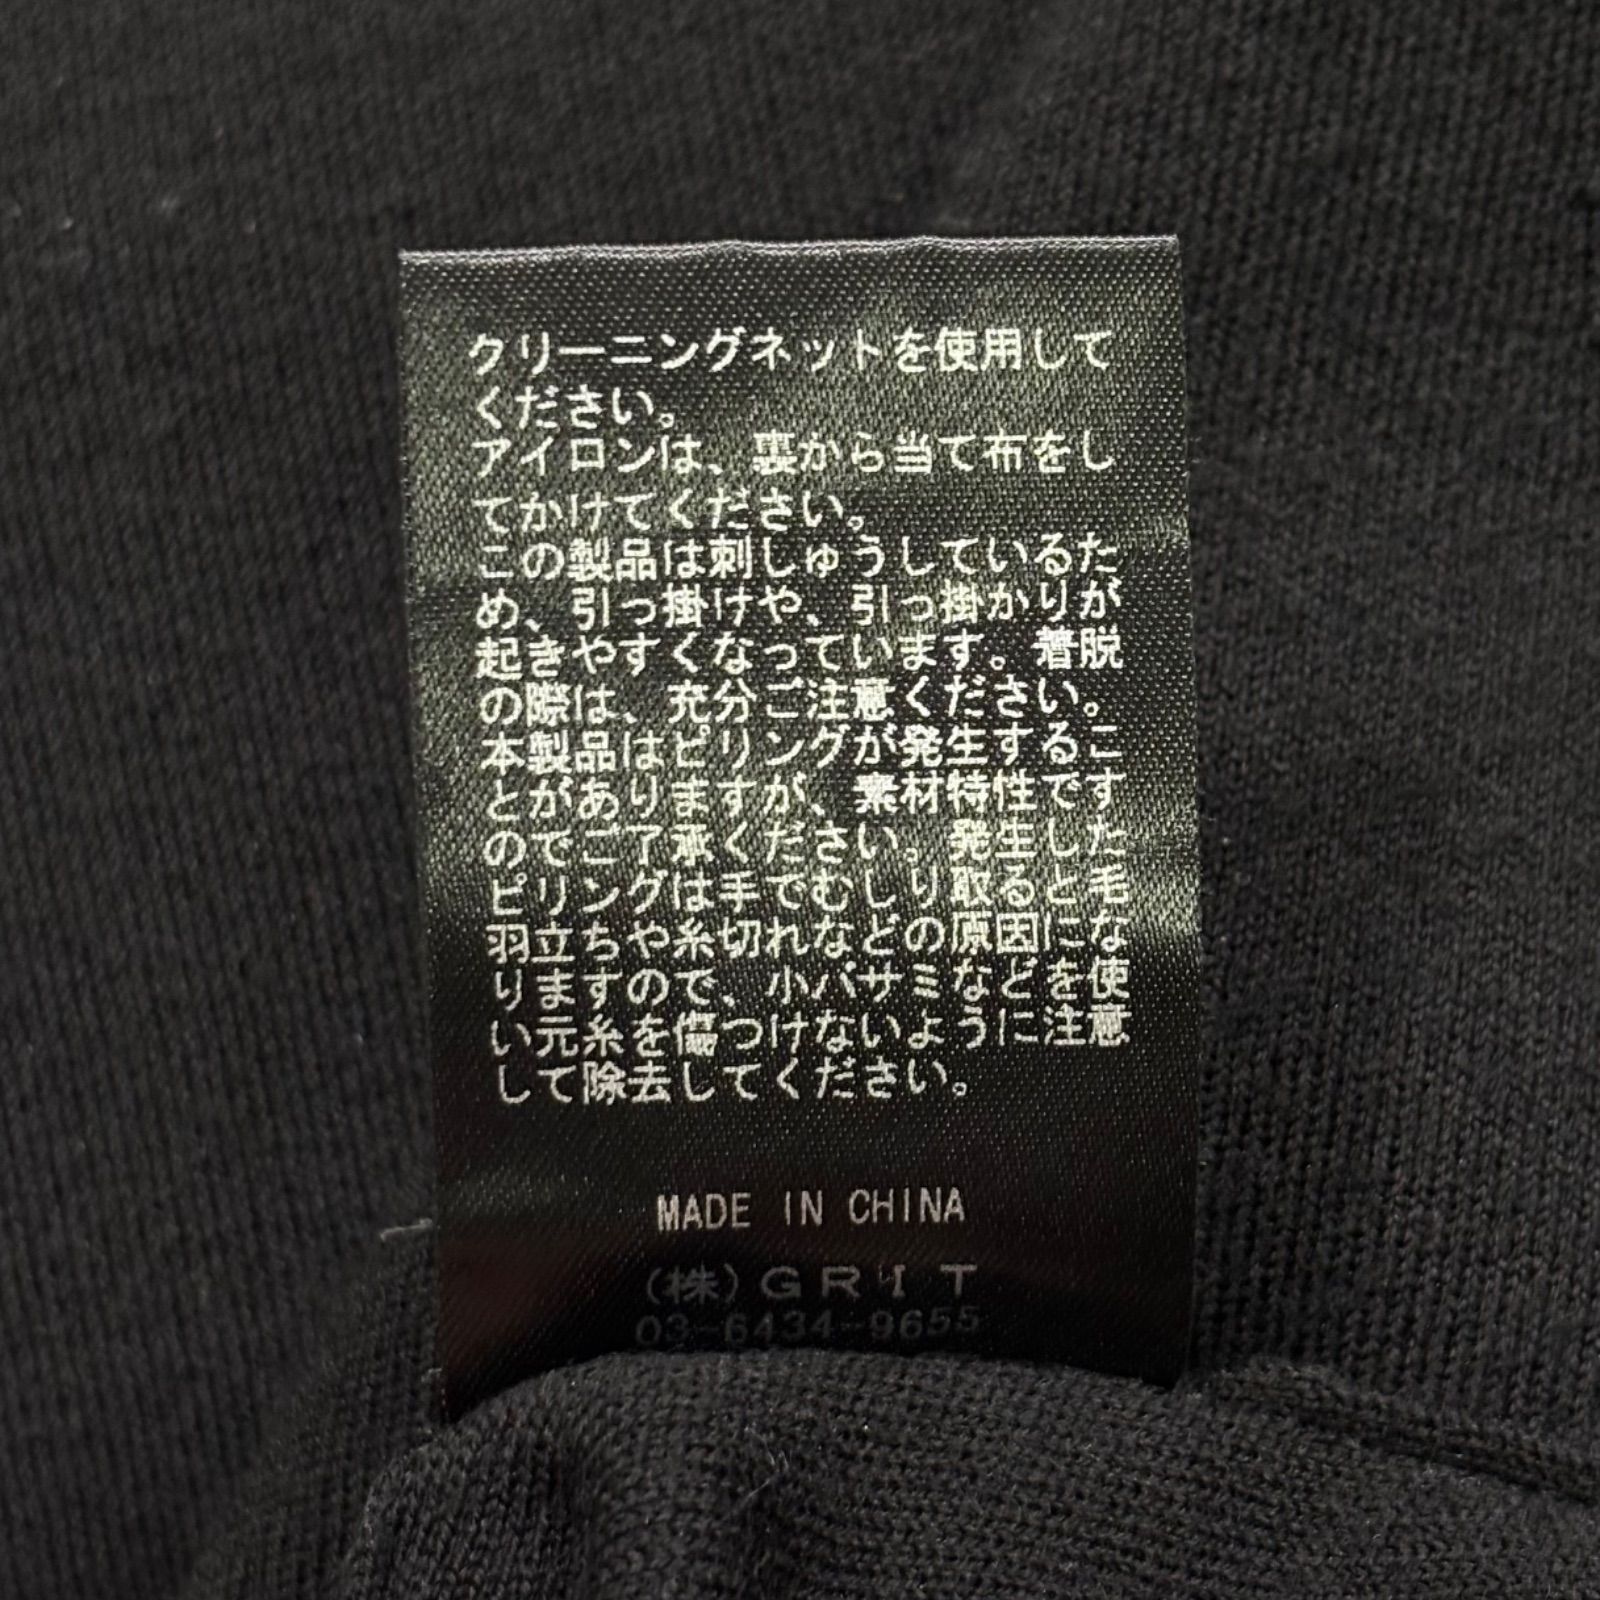 クリーニングネットを使用して
ください。
アイロンは、裏から当て布をし
てかけてください。
この製品は刺しゅうしているた
め、引っ掛けや、引っ掛かりが
起きやすくなっています。着脱
の際は、充分ご注意ください。
本製品はピリングが発生するこ
とがありますが、素材特性です
のでご了承ください。発生した
ピリングは手でむしり取ると毛
羽立ちや糸切れなどの原因にな
りますので、小バサミなどを使
い元糸を傷つけないように注意
して除去してください。
MADE IN CHINA
(株)GRIT
03-6434-9655